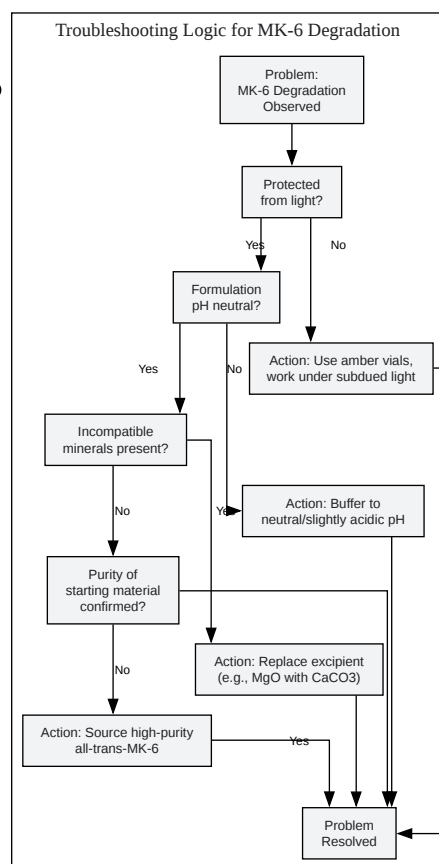 Troubleshooting Logic for MK-6 Degradation
Problem:
MK-6 Degradation
Observed
Protected
from light?
Yes
No
Formulation
pH neutral?
Yes
No
Action: Use amber vials,
work under subdued light
Incompatible
minerals present?
No
Yes
Action: Buffer to
neutral/slightly acidic pH
Purity of
starting material
confirmed?
No
Action: Replace excipient
(e.g., MgO with CaCO3)
Action: Source high-purity
all-trans-MK-6
Yes
Problem
Resolved